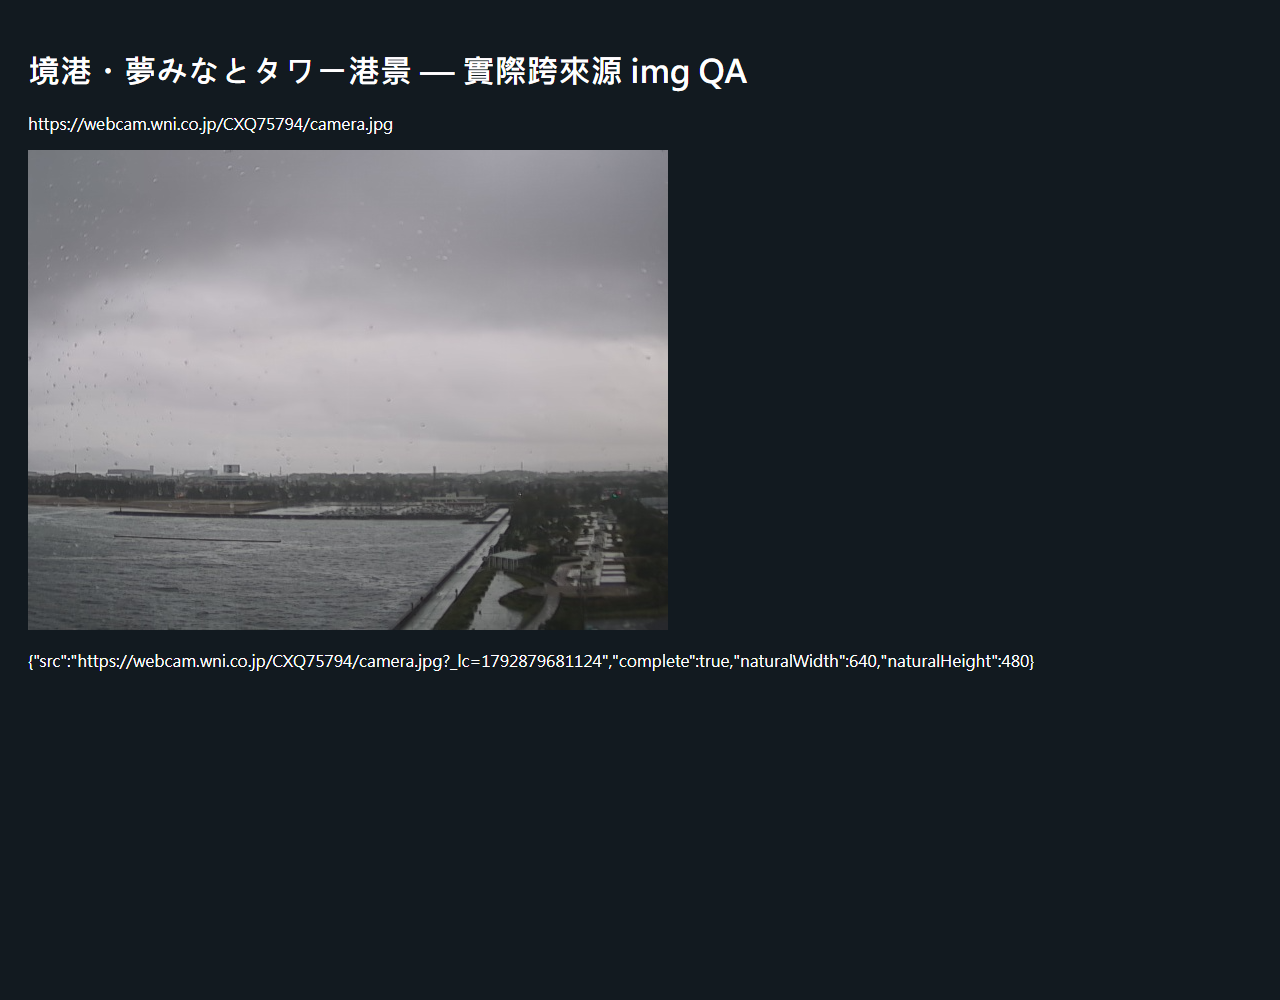 境港・夢みなとタワー港景 — 實際跨來源 img QA
https://webcam.wni.co.jp/CXQ75794/camera.jpg
{"src":"https://webcam.wni.co.jp/CXQ75794/camera.jpg?_lc=1792879681124","complete":true,"naturalWidth":640,"naturalHeight":480}